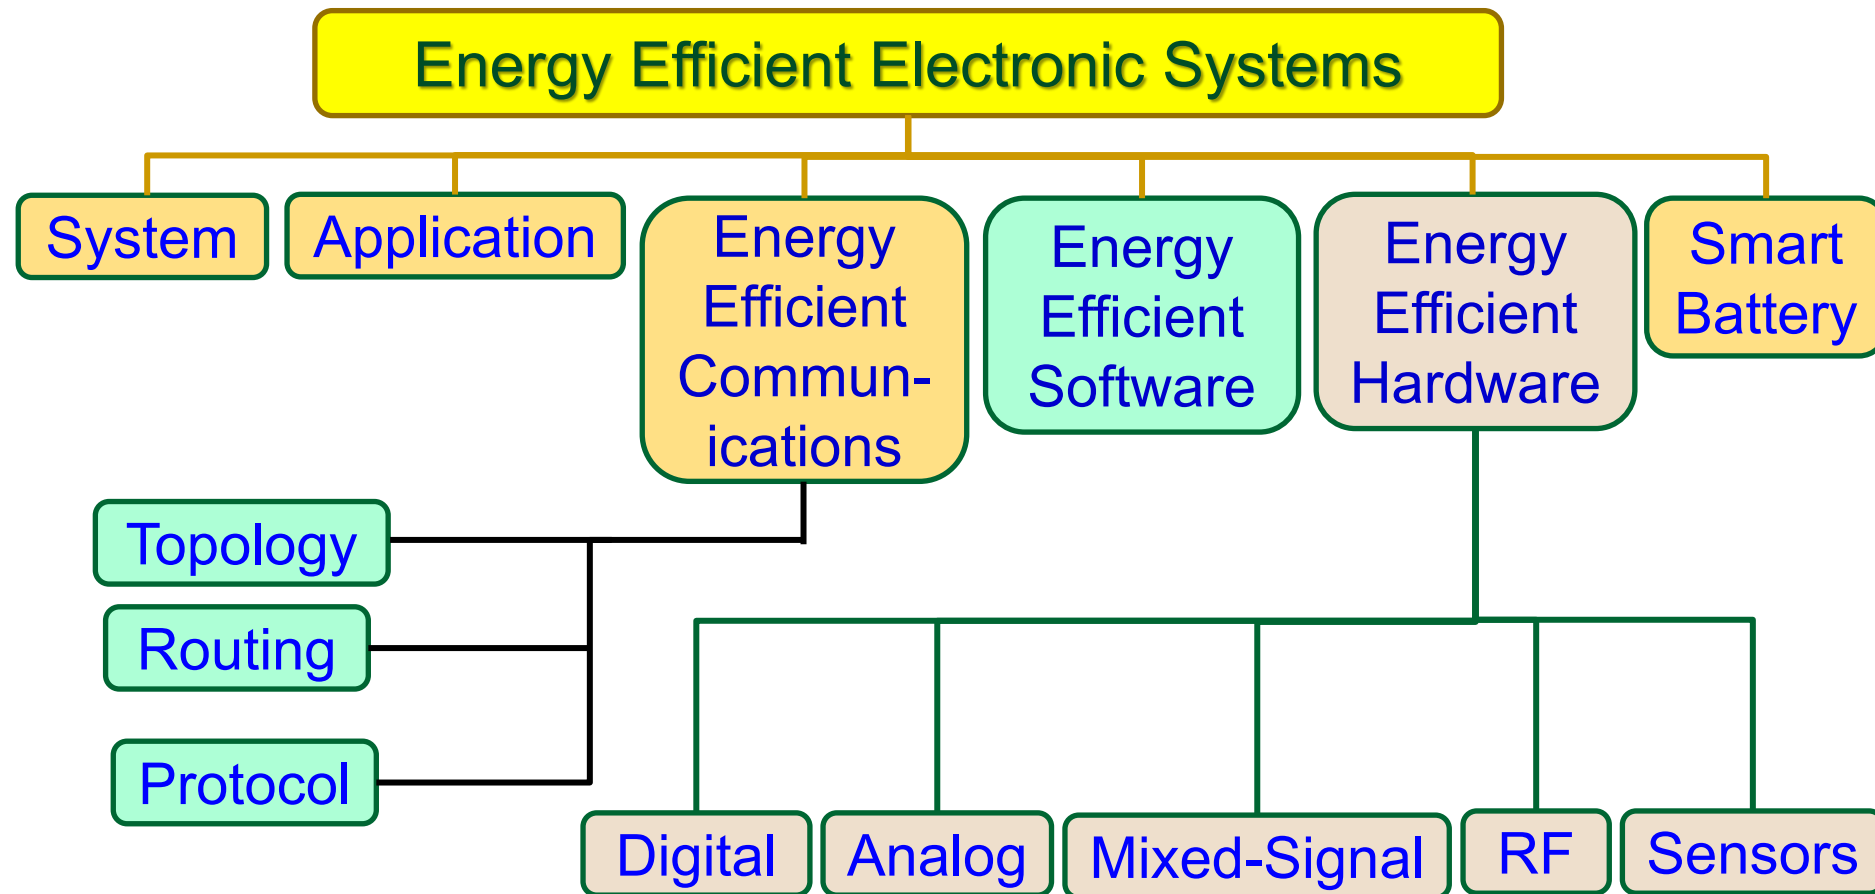 Energy Efficient Electronic Systems
System
Application
Energy
Efficient
Commun-
ications
Energy
Efficient
Software
Energy
Efficient
Hardware
Smart
Battery
Topology
Routing
Protocol
Digital
Analog
Mixed-Signal
RF
Sensors